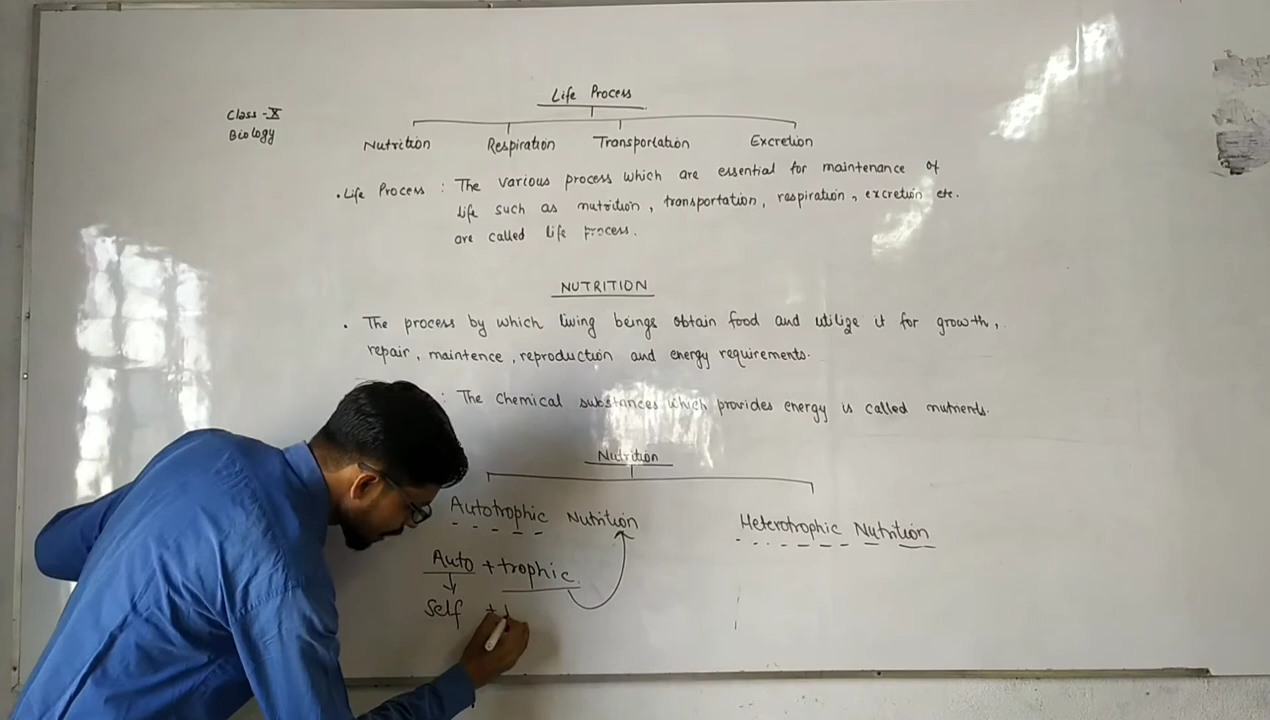 Life Process
Class -X
Biology
Nutrition Respiration Transportation Excretion
. Life Process : The various process which are essential for maintenance of
life such as nutrition, transportation, respiration, excretion etc.
are called life process.
NUTRITION
. The process by which living beings obtain food and utilize it for growth,
repair, maintence, reproduction and energy requirements.
: The chemical substances which provides energy is called nutrients.
Nutrition
Autotrophic Nutrition
Heterotrophic Nutrition
Auto + trophic.
Self +